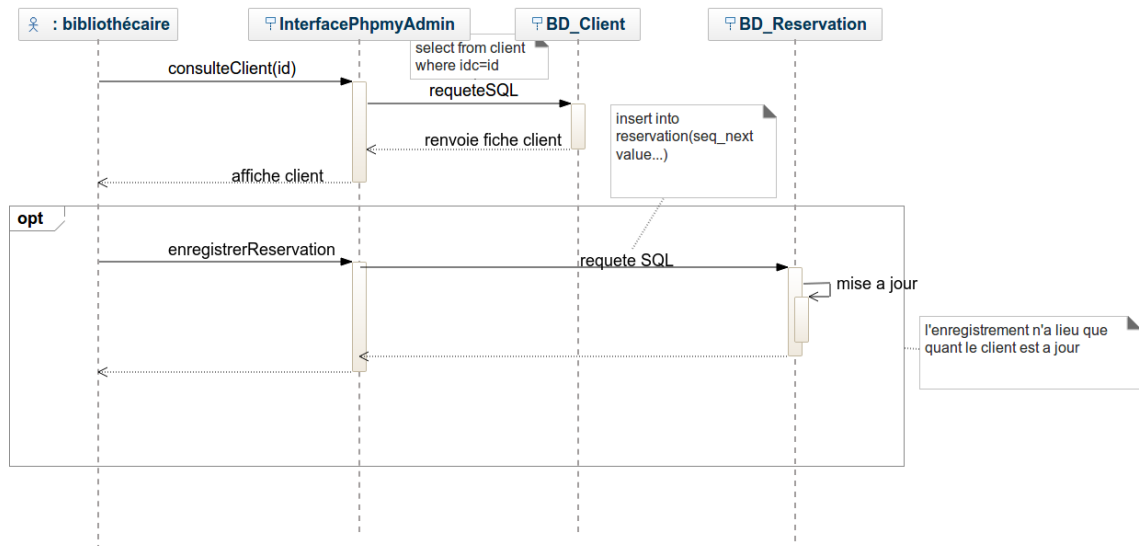 : bibliothécaire
InterfacePhpmyAdmin
BD_Client
BD_Reservation
select from client
where idc=id
consulteClient(id)
requeteSQL
insert into
reservation(seq_next
value...)
renvoie fiche client
affiche client
opt
enregistrerReservation
requete SQL
mise a jour
l'enregistrement n'a lieu que
quant le client est a jour